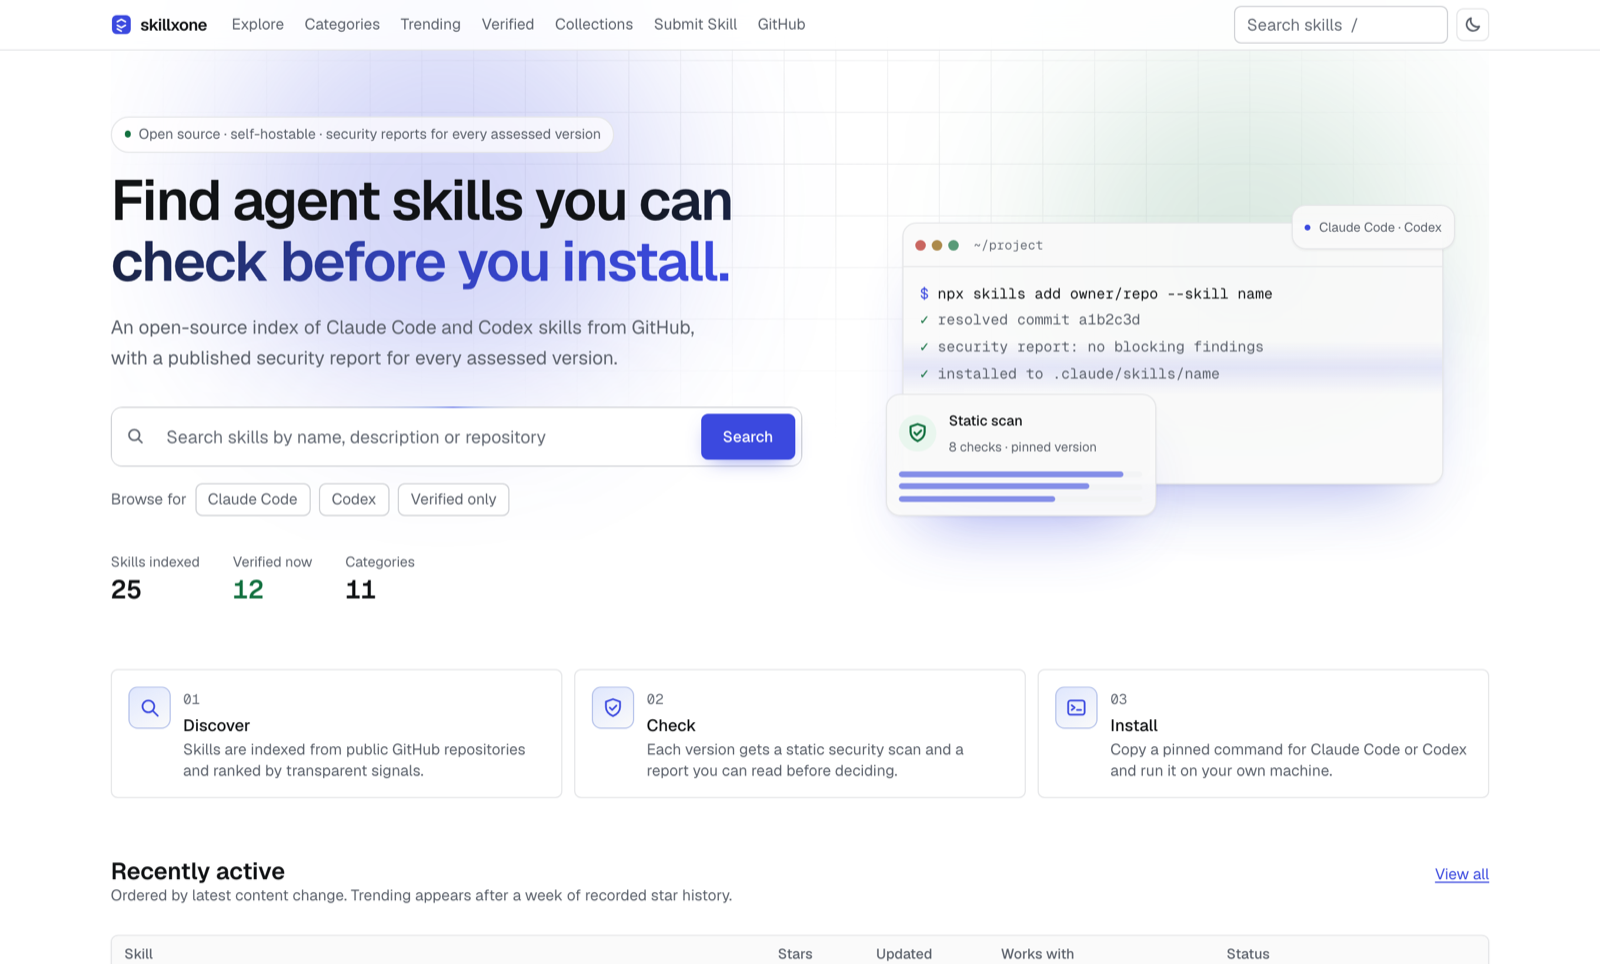 skillxone
Explore
Categories
Trending
Verified
Collections
Submit Skill
GitHub
Search skills /
Open source · self-hostable · security reports for every assessed version
Find agent skills you can
check before you install.
An open-source index of Claude Code and Codex skills from GitHub,
with a published security report for every assessed version.
Search skills by name, description or repository
Search
Browse for
Claude Code
Codex
Verified only
Skills indexed
25
Verified now
12
Categories
11
Claude Code · Codex
~/project
$ npx skills add owner/repo --skill name
✓ resolved commit a1b2c3d
✓ security report: no blocking findings
✓ installed to .claude/skills/name
Static scan
8 checks · pinned version
01
Discover
Skills are indexed from public GitHub repositories
and ranked by transparent signals.
02
Check
Each version gets a static security scan and a
report you can read before deciding.
03
Install
Copy a pinned command for Claude Code or Codex
and run it on your own machine.
Recently active
View all
Ordered by latest content change. Trending appears after a week of recorded star history.
Skill
Stars
Updated
Works with
Status